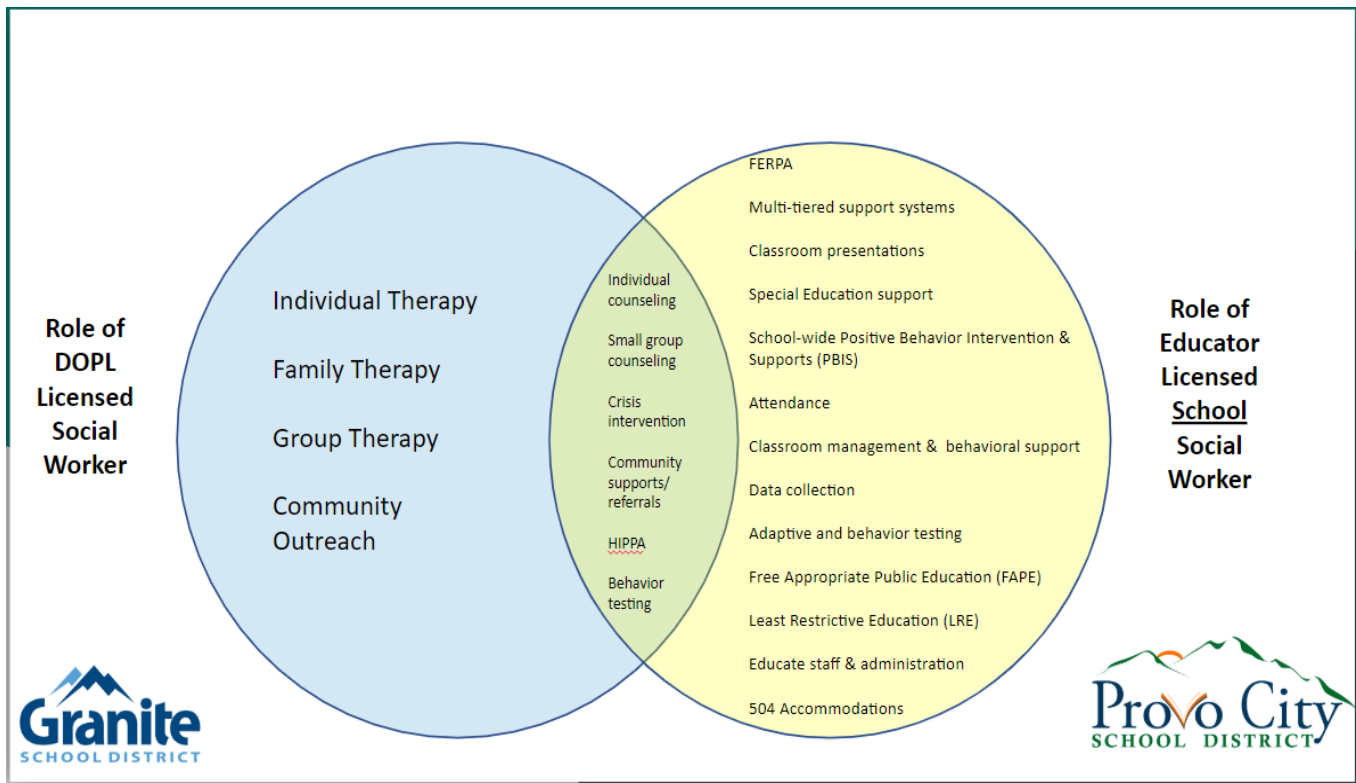 Role of
DOPL
Licensed
Social
Worker
Individual Therapy
Family Therapy
Group Therapy
Community
Outreach
Individual
counseling
Small group
counseling
Crisis
intervention
Community
supports/
referrals
HIPPA
Behavior
testing
FERPA
Multi-tiered support systems
Classroom presentations
Special Education support
School-wide Positive Behavior Intervention &
Supports (PBIS)
Attendance
Classroom management &  behavioral support
Data collection
Adaptive and behavior testing
Free Appropriate Public Education (FAPE)
Least Restrictive Education (LRE)
Educate staff & administration
504 Accommodations
Role of
Educator
Licensed
School
Social
Worker
Granite
SCHOOL DISTRICT
Provo City
SCHOOL DISTRICT